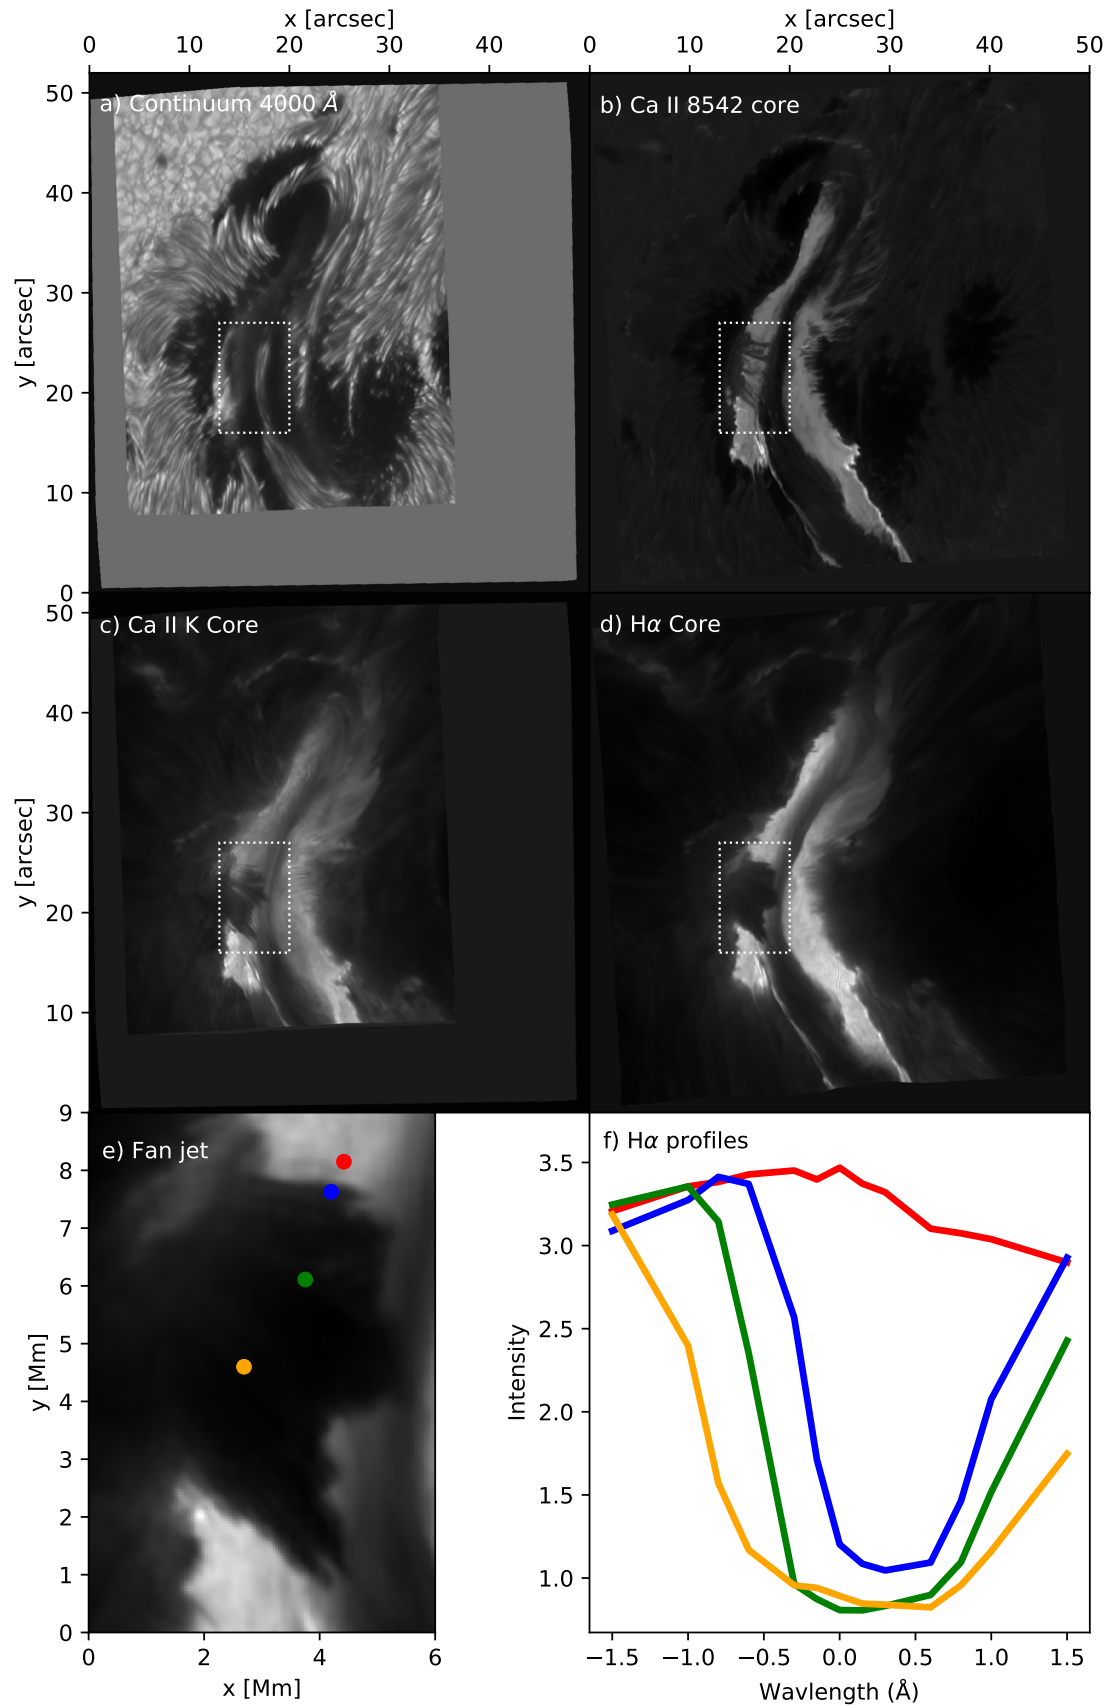 x [arcsec] x [arcsec]
0 10 20 30 40 0 10 20 30 40 50
a) Continuum 4000 Å b) Ca II 8542 core
50
40
30
20
10
0
y [arcsec]
c) Ca II K Core d) Hα Core
50
40
30
20
10
y [arcsec]
e) Fan jet
9
8
7
6
5
4
3
2
1
0
y [Mm]
0 2 4 6
x [Mm]
f) Hα profiles
3.5
3.0
2.5
2.0
1.5
1.0
Intensity
−1.5 −1.0 −0.5 0.0 0.5 1.0 1.5
Wavlength (Å)